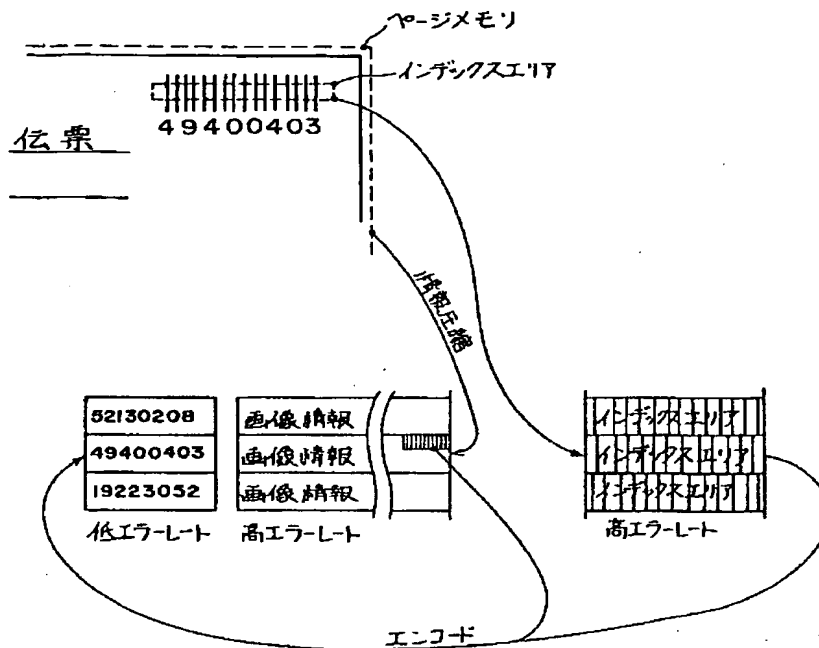 ページメモリ
インデックスエリア
49400403
伝票
情報圧縮
52130208
画像情報
インデックスエリア
49400403
画像情報
インデックスエリア
19223052
画像情報
インデックスエリア
低エラーレート
高エラーレート
高エラーレート
エンコード